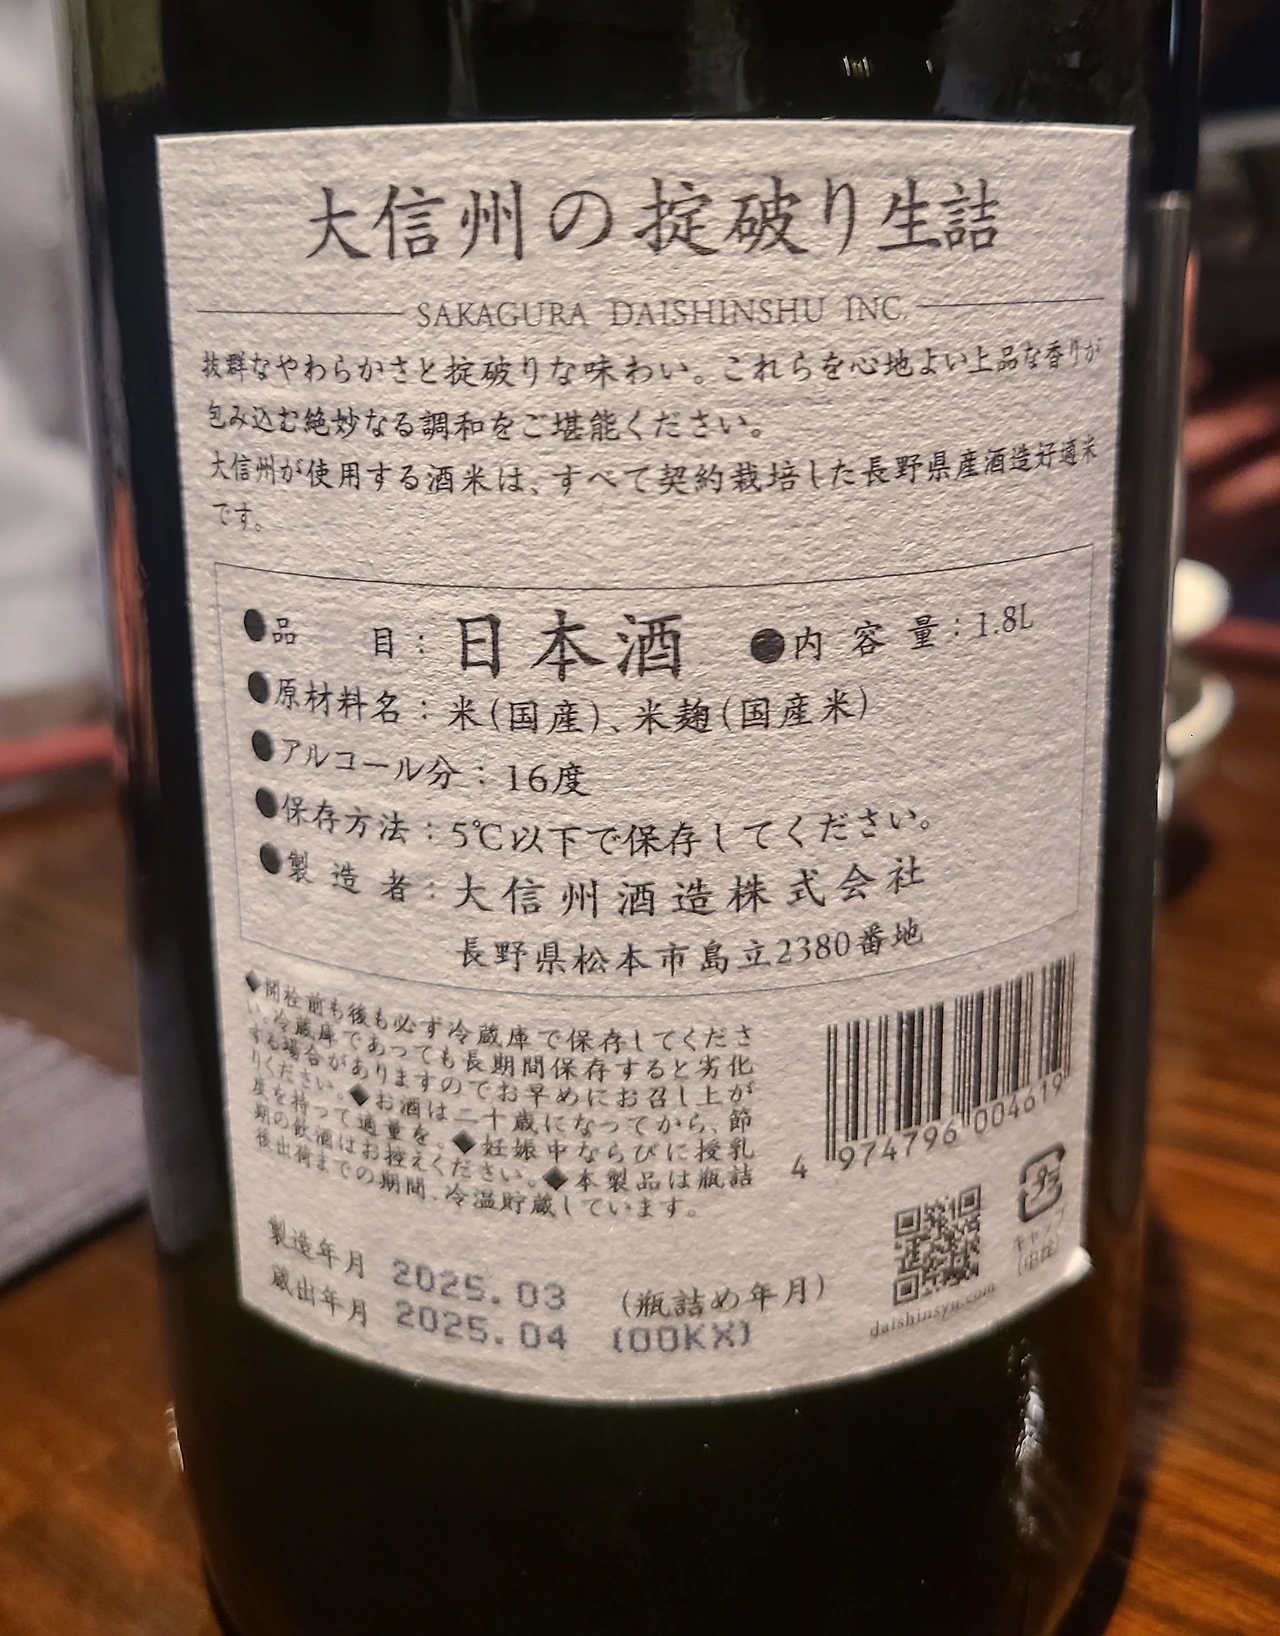 大信州の掟破り生詰
SAKAGURA DAISHINSHU INC.
抜群なやわらかさと掟破りな味わい。これらを心地よい上品な香りが
包み込む絶妙なる調和をご堪能ください。
大信州が使用する酒米は、すべて契約栽培した長野県産酒造好適米
です。
●品 目：日本酒 ●内容量：1.8L
●原材料名：米(国産)、米麹(国産米)
●アルコール分：16度
●保存方法：5℃以下で保存してください。
●製造者：大信州酒造株式会社
長野県松本市島立2380番地
◆開栓前も後も必ず冷蔵庫で保存してくださ
い。冷蔵庫であっても長期間保存すると劣化
する場合がありますのでお早めにお召し上が
りください。◆お酒は二十歳になってから、節
度を持って適量を。◆妊娠中ならびに授乳
期の飲酒はお控えください。◆本製品は瓶詰
後出荷までの期間、冷温貯蔵しています。
4 974796 004619
キャップ
(中栓)
daishinsyu.com
製造年月 2025.03 (瓶詰め年月)
蔵出年月 2025.04 (00KX)